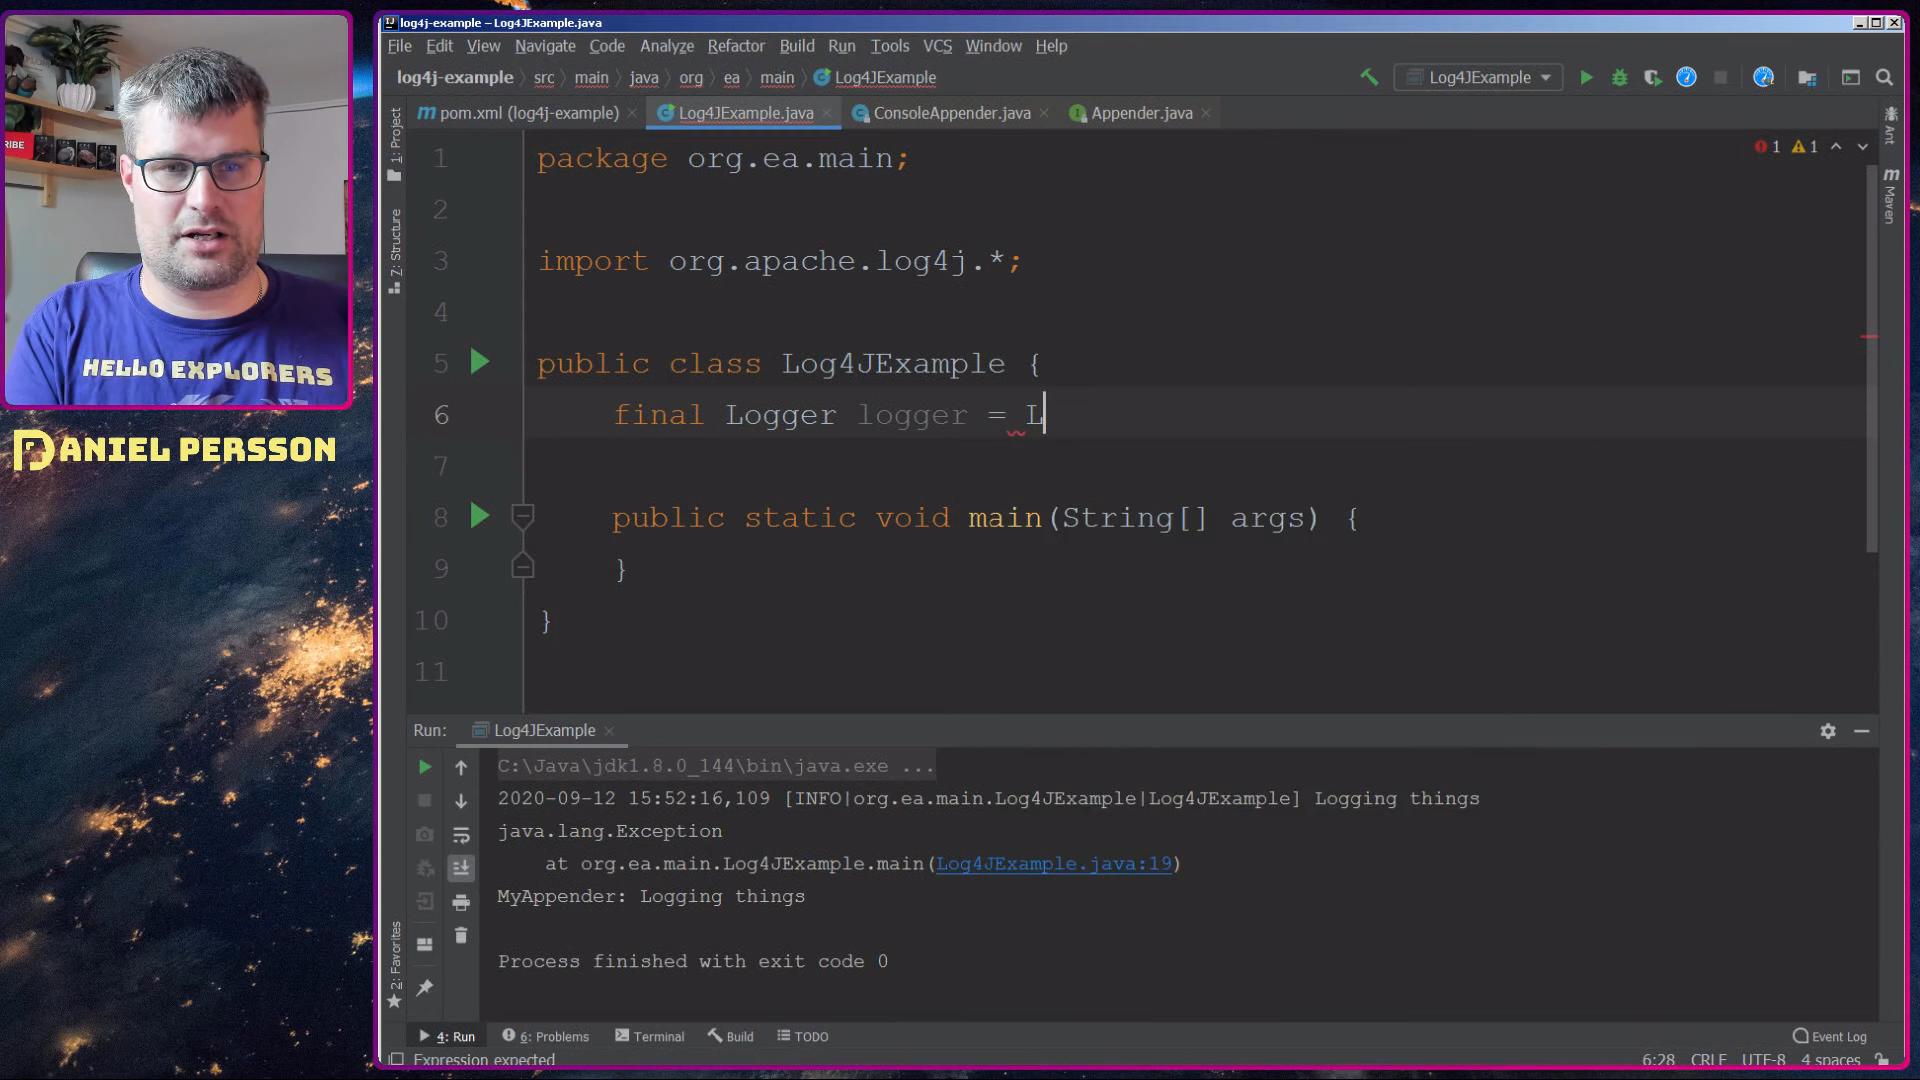 log4j-example – Log4JExample.java
File Edit View Navigate Code Analyze Refactor Build Run Tools VCS Window Help
log4j-example src main java org ea main Log4JExample
Log4JExample
pom.xml (log4j-example) Log4JExample.java ConsoleAppender.java Appender.java
1: Project
7: Structure
2: Favorites
Ant
Maven
1 1
1 package org.ea.main;
2
3 import org.apache.log4j.*;
4
5 public class Log4JExample {
6 final Logger logger = L
7
8 public static void main(String[] args) {
9 }
10 }
11
HELLO EXPLORERS
DANIEL PERSSON
Run: Log4JExample
C:\Java\jdk1.8.0_144\bin\java.exe ...
2020-09-12 15:52:16,109 [INFO|org.ea.main.Log4JExample|Log4JExample] Logging things
java.lang.Exception
at org.ea.main.Log4JExample.main(Log4JExample.java:19)
MyAppender: Logging things
Process finished with exit code 0
4: Run 6: Problems Terminal Build TODO Event Log
Expression expected 6:28 CRLF UTF-8 4 spaces